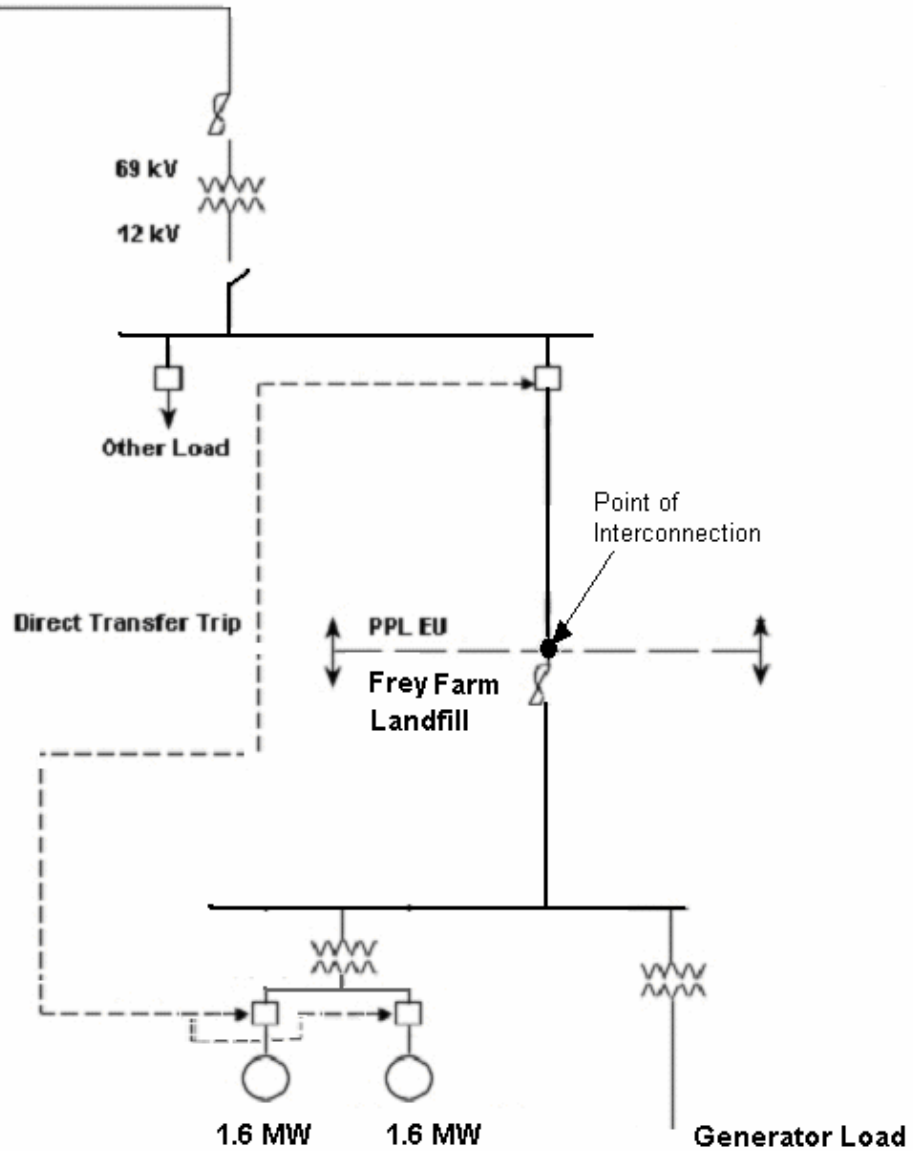 69 kV
12 kV
Other Load
Point of
Interconnection
Direct Transfer Trip
PPL EU
Frey Farm
Landfill
1.6 MW
1.6 MW
Generator Load